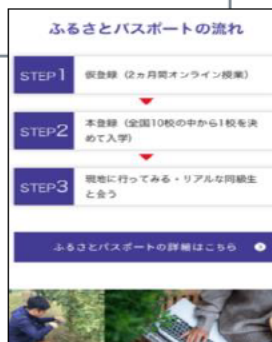 ふるさとパスポートの流れ
STEP1
仮登録（2ヵ月間オンライン授業）
STEP2
本登録（全国10校の中から1校を決
めて入学）
STEP3
現地に行ってみる・リアルな同級生
と会う
ふるさとパスポートの詳細はこちら